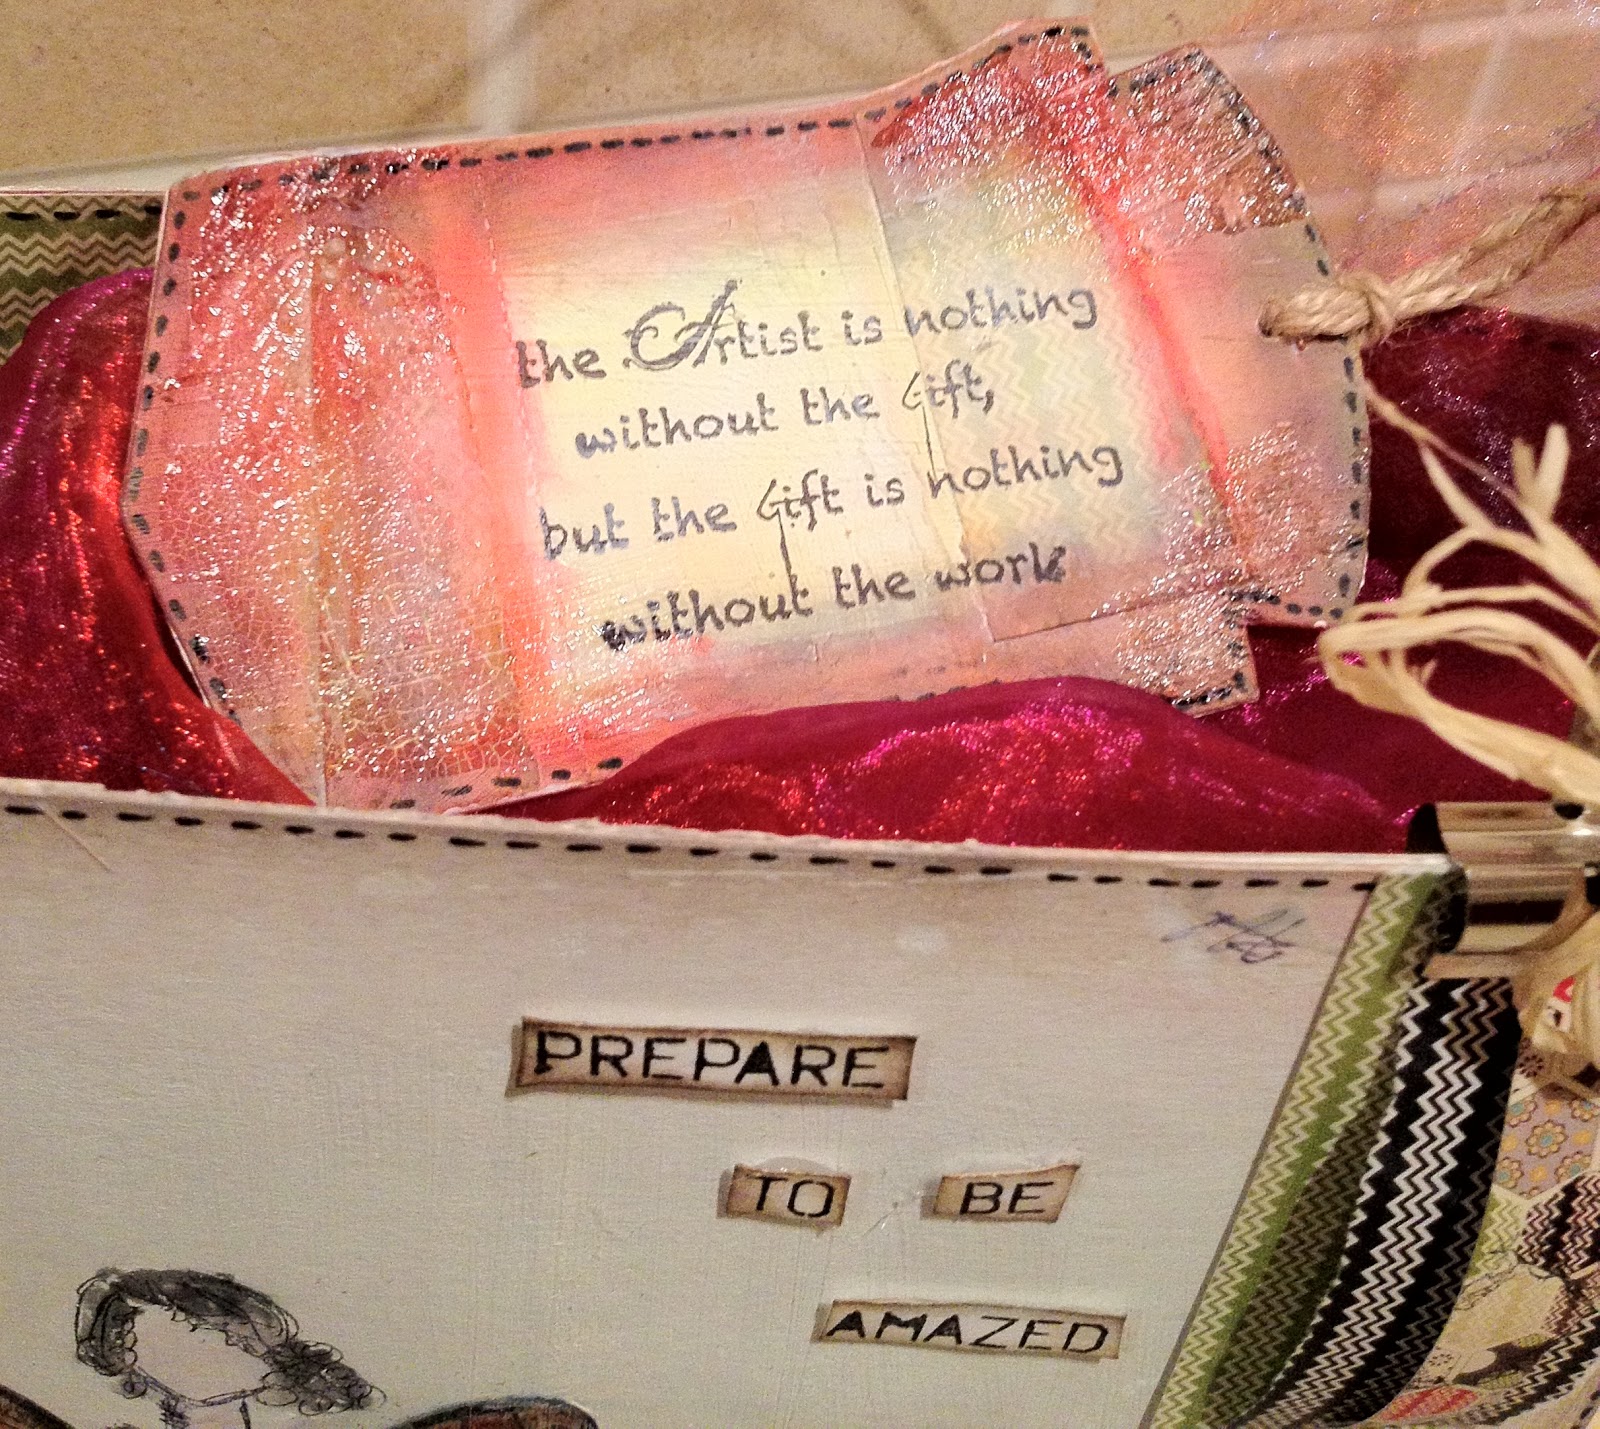 the Artist is nothing
without the Gift,
but the Gift is nothing
without the work
PREPARE
TO BE
AMAZED